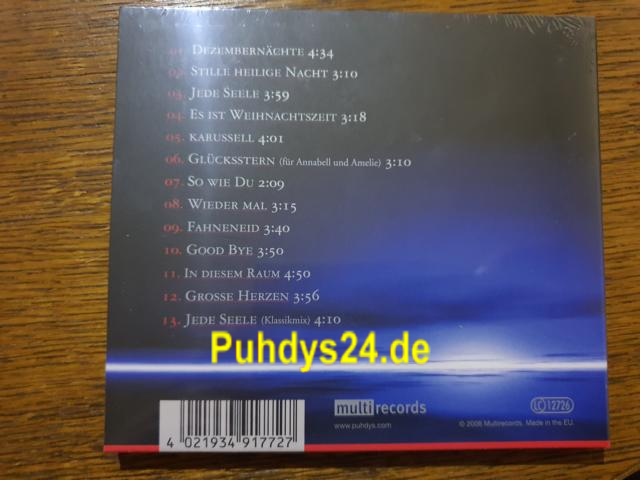 01. Dezembernächte 4:34
02. Stille heilige Nacht 3:10
03. Jede Seele 3:59
04. Es ist Weihnachtszeit 3:18
05. karussell 4:01
06. Glücksstern (für Annabell und Amelie) 3:10
07. So wie Du 2:09
08. Wieder mal 3:15
09. Fahneneid 3:40
10. Good Bye 3:50
11. In diesem Raum 4:50
12. Grosse Herzen 3:56
13. Jede Seele (Klassikmix) 4:10
Puhdys24.de
multirecords
www.puhdys.com
LC 12726
© 2008 Multirecords. Made in the EU.
4 021934 917727